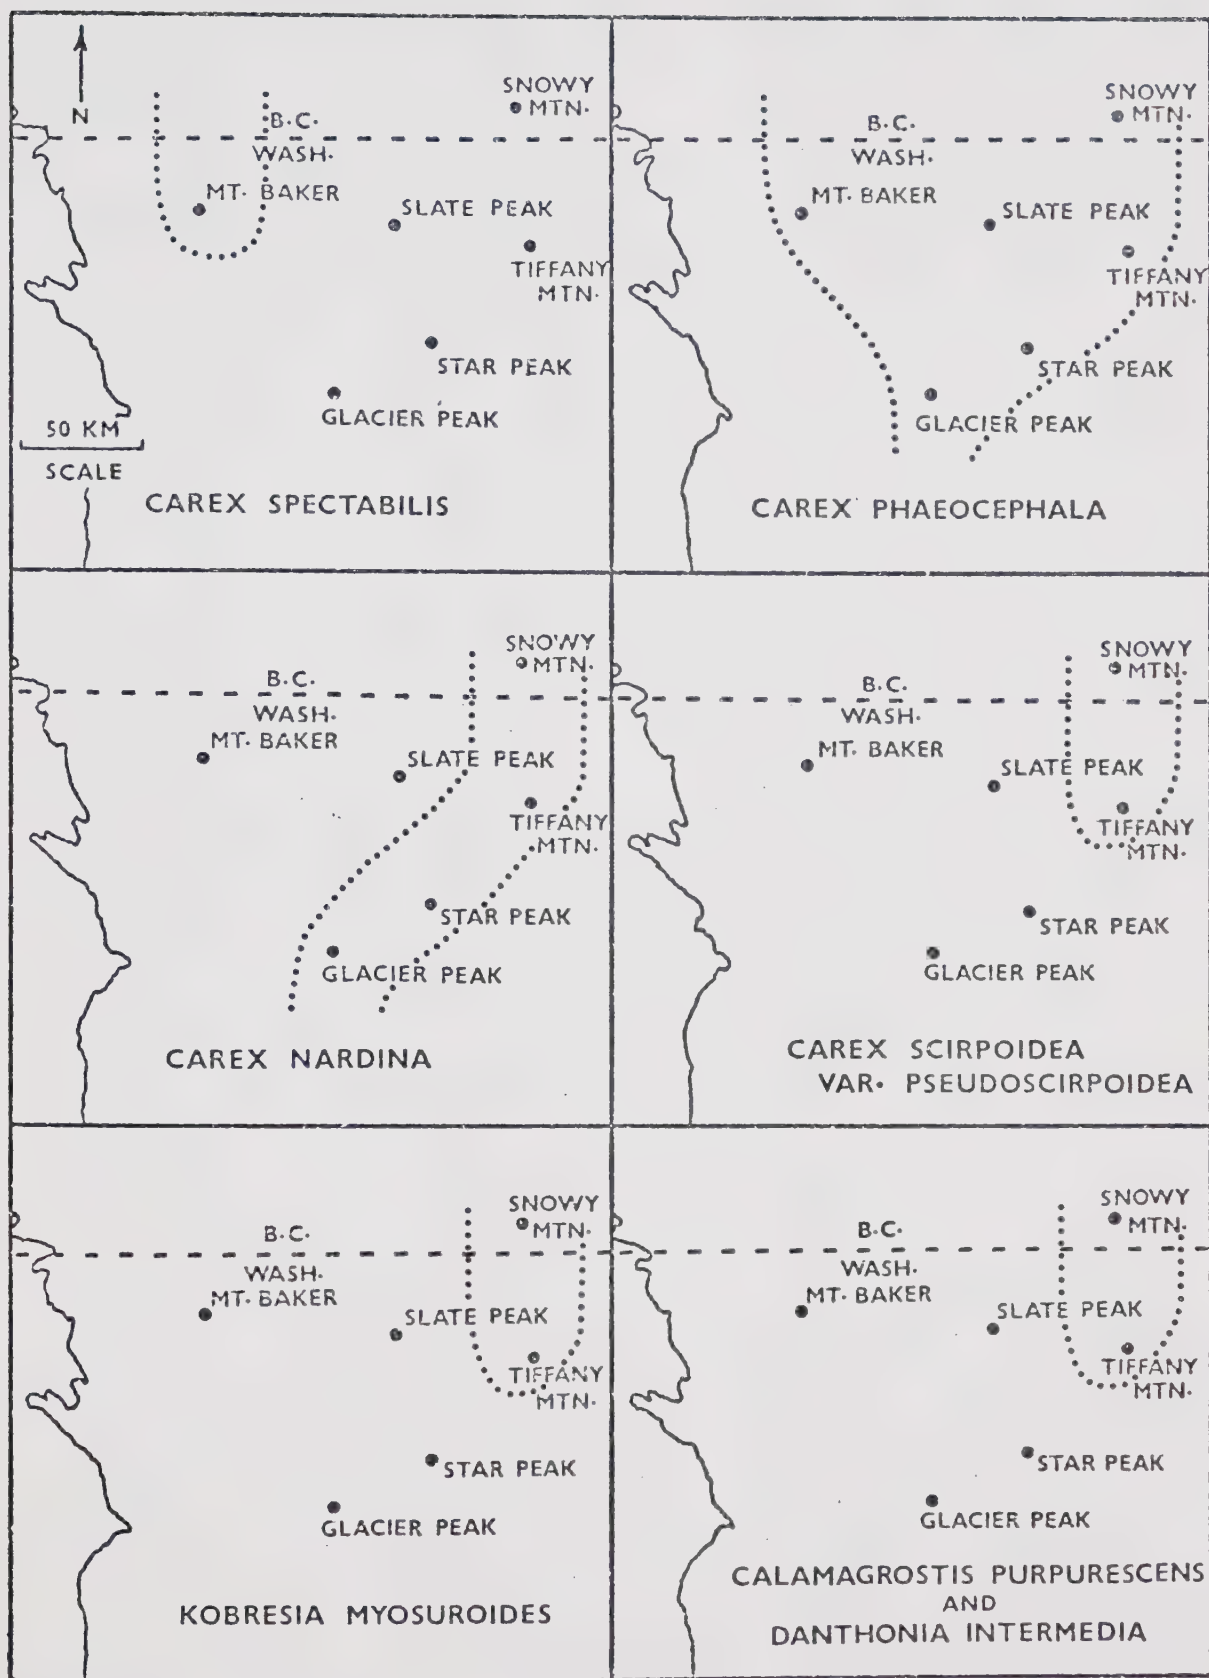 N
SNOWY
MTN.
B.C.
WASH.
MT. BAKER
SLATE PEAK
TIFFANY
MTN.
STAR PEAK
GLACIER PEAK
50 KM
SCALE
CAREX SPECTABILIS
SNOWY
MTN.
B.C.
WASH.
MT. BAKER
SLATE PEAK
TIFFANY
MTN.
STAR PEAK
GLACIER PEAK
CAREX PHAEOCEPHALA
SNOWY
MTN.
B.C.
WASH.
MT. BAKER
SLATE PEAK
TIFFANY
MTN.
STAR PEAK
GLACIER PEAK
CAREX NARDINA
SNOWY
MTN.
B.C.
WASH.
MT. BAKER
SLATE PEAK
TIFFANY
MTN.
STAR PEAK
GLACIER PEAK
CAREX SCIRPOIDEA
VAR. PSEUDOSCIRPOIDEA
SNOWY
MTN.
B.C.
WASH.
MT. BAKER
SLATE PEAK
TIFFANY
MTN.
STAR PEAK
GLACIER PEAK
KOBRESIA MYOSUROIDES
SNOWY
MTN.
B.C.
WASH.
MT. BAKER
SLATE PEAK
TIFFANY
MTN.
STAR PEAK
GLACIER PEAK
CALAMAGROSTIS PURPURESCENS
AND
DANTHONIA INTERMEDIA